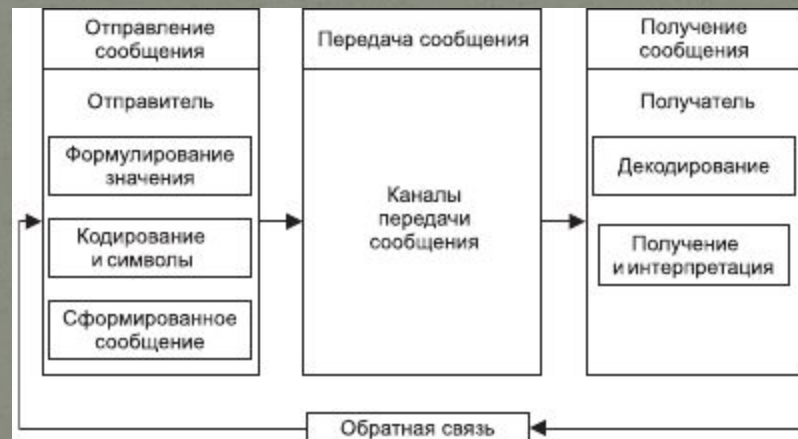 Отправление
сообщения
Отправитель
Формулирование
значения
Кодирование
и символы
Сформированное
сообщение
Передача сообщения
Каналы
передачи
сообщения
Получение
сообщения
Получатель
Декодирование
Получение
и интерпретация
Обратная связь